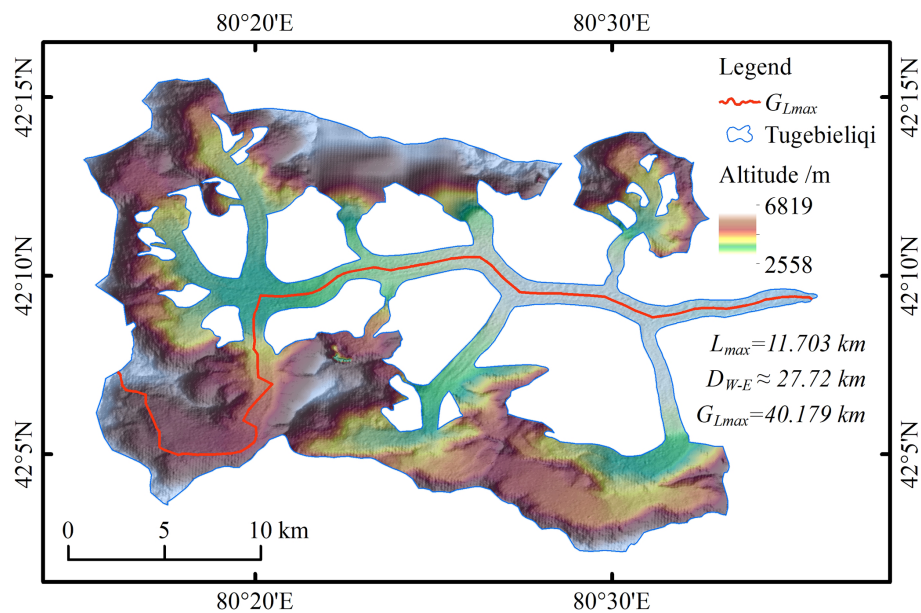 80°20'E 80°30'E
42°15'N 42°15'N
Legend
G_Lmax
Tugebieliqi
Altitude /m
6819
2558
42°10'N 42°10'N
L_max=11.703 km
D_W-E ≈ 27.72 km
G_Lmax=40.179 km
42°5'N 42°5'N
0 5 10 km
80°20'E 80°30'E